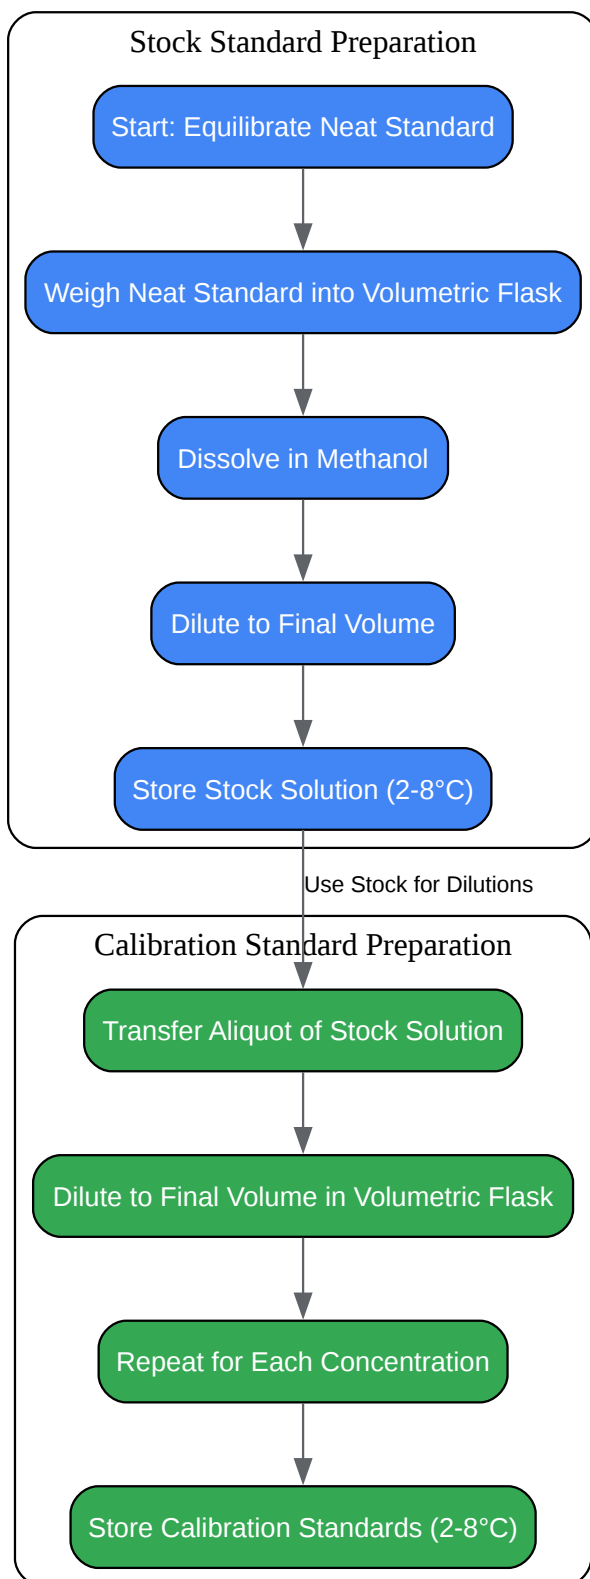 Stock Standard Preparation
Start: Equilibrate Neat Standard
Weigh Neat Standard into Volumetric Flask
Dissolve in Methanol
Dilute to Final Volume
Store Stock Solution (2-8°C)
Use Stock for Dilutions
Calibration Standard Preparation
Transfer Aliquot of Stock Solution
Dilute to Final Volume in Volumetric Flask
Repeat for Each Concentration
Store Calibration Standards (2-8°C)